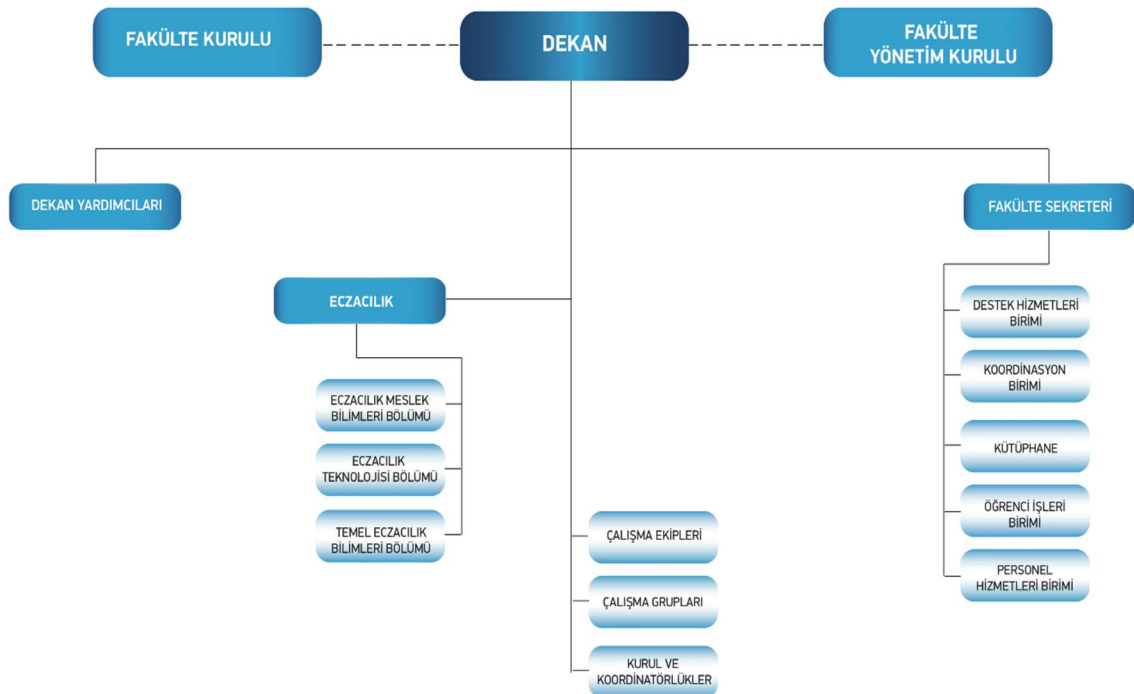 FAKÜLTE KURULU
DEKAN
FAKÜLTE
YÖNETİM KURULU
DEKAN YARDIMCILARI
FAKÜLTE SEKRETERİ
ECZACILIK
ECZACILIK MESLEK
BİLİMLERİ BÖLÜMÜ
ECZACILIK
TEKNOLOJİSİ BÖLÜMÜ
TEMEL ECZACILIK
BİLİMLERİ BÖLÜMÜ
ÇALIŞMA EKİPLERİ
ÇALIŞMA GRUPLARI
KURUL VE
KOORDİNATÖRLÜKLER
DESTEK HİZMETLERİ
BİRİMİ
KOORDİNASYON
BİRİMİ
KÜTÜPHANE
ÖĞRENCİ İŞLERİ
BİRİMİ
PERSONEL
HİZMETLERİ BİRİMİ